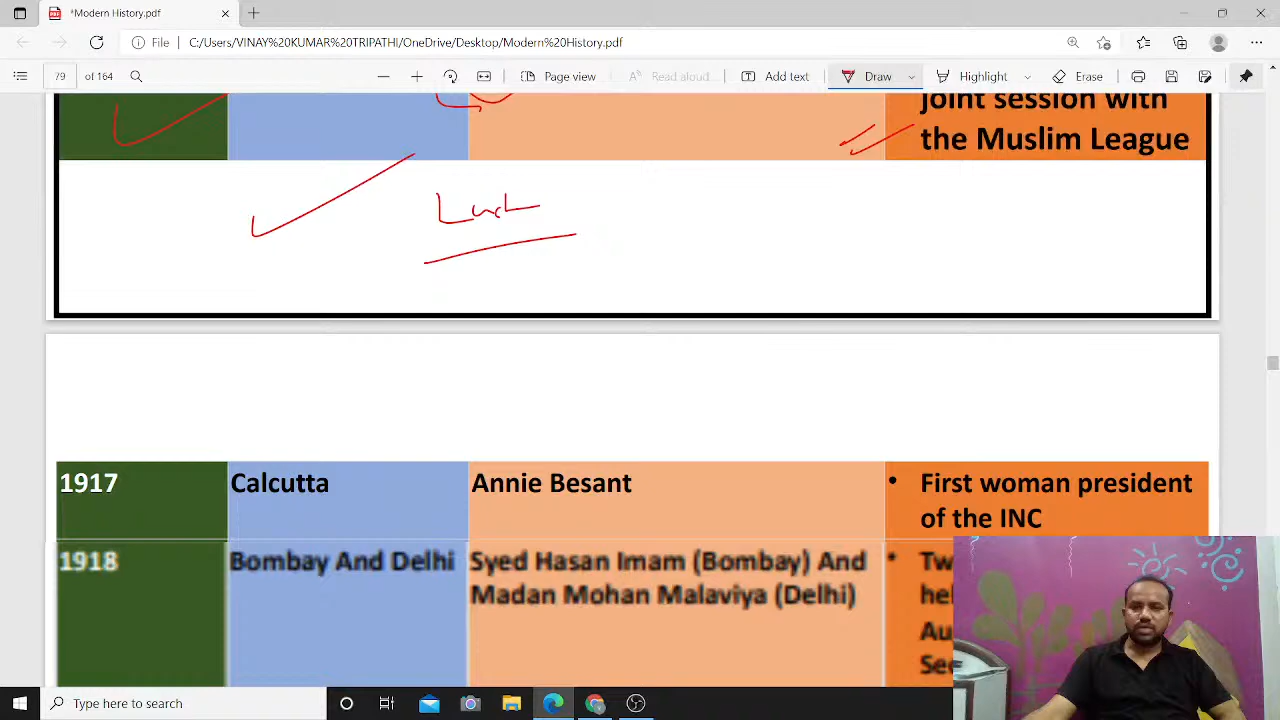 *Modern History.pdf
File
C:/Users/VINAY%20KUMAR%20TRIPATHI/OneDrive/Desktop/Modern%20History.pdf
79 of 164
Page view
Read aloud
Add text
Draw
Highlight
Erase
joint session with
the Muslim League
1917
Calcutta
Annie Besant
• First woman president
of the INC
1918
Bombay And Delhi
Syed Hasan Imam (Bombay) And
Madan Mohan Malaviya (Delhi)
Type here to search